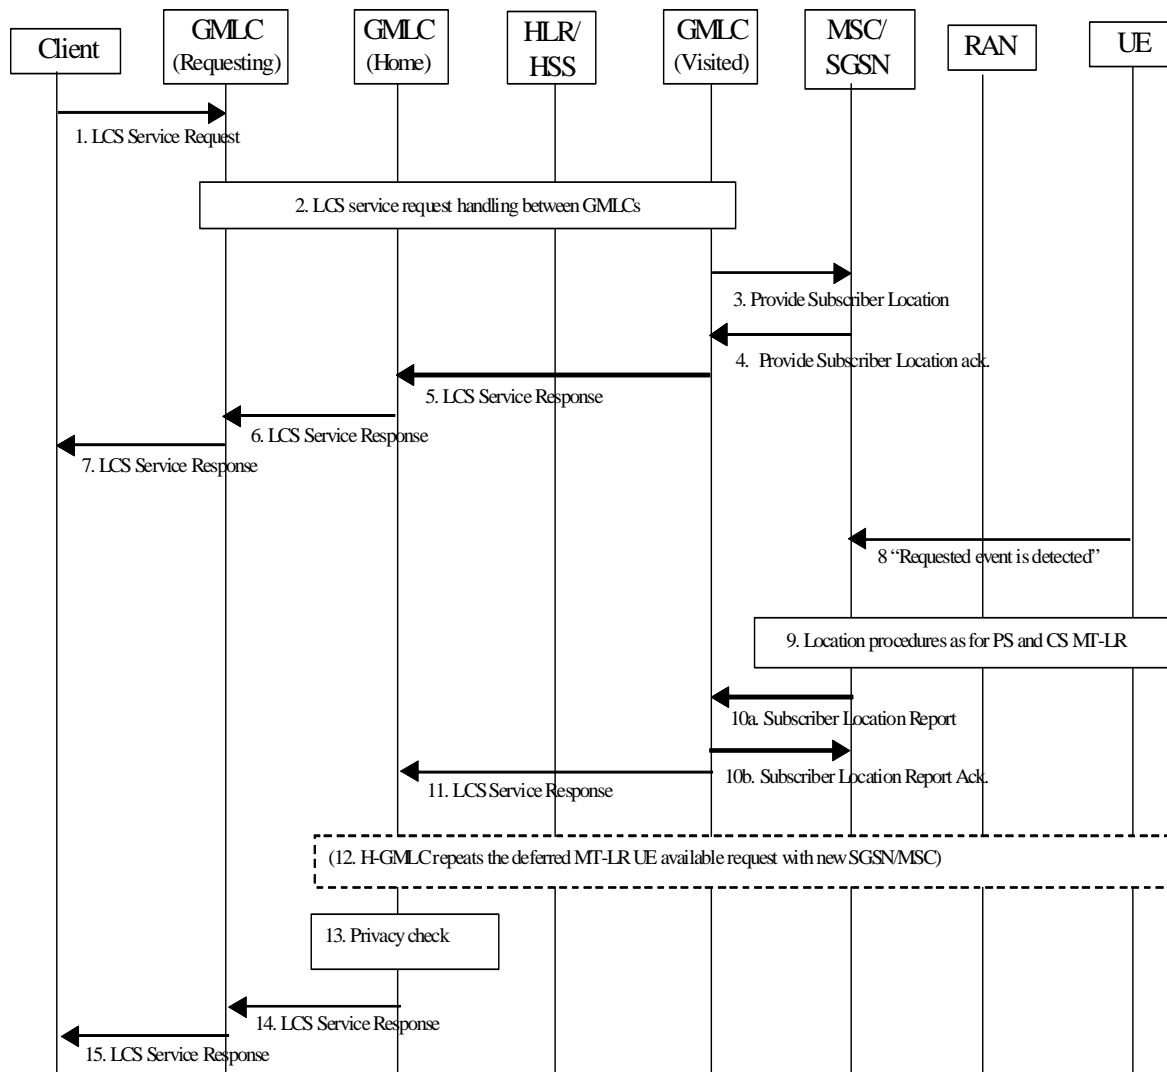 Client
GMLC
(Requesting)
GMLC
(Home)
HLR/
HSS
GMLC
(Visited)
MSC/
SGSN
RAN
UE
1. LCS Service Request
2. LCS service request handling between GMLCs
3. Provide Subscriber Location
4. Provide Subscriber Location ack.
5. LCS Service Response
6. LCS Service Response
7. LCS Service Response
8 “Requested event is detected”
9. Location procedures as for PS and CS MT-LR
10a. Subscriber Location Report
10b. Subscriber Location Report Ack.
11. LCS Service Response
(12. H-GMLC repeats the deferred MT-LR UE available request with new SGSN/MSC)
13. Privacy check
14. LCS Service Response
15. LCS Service Response